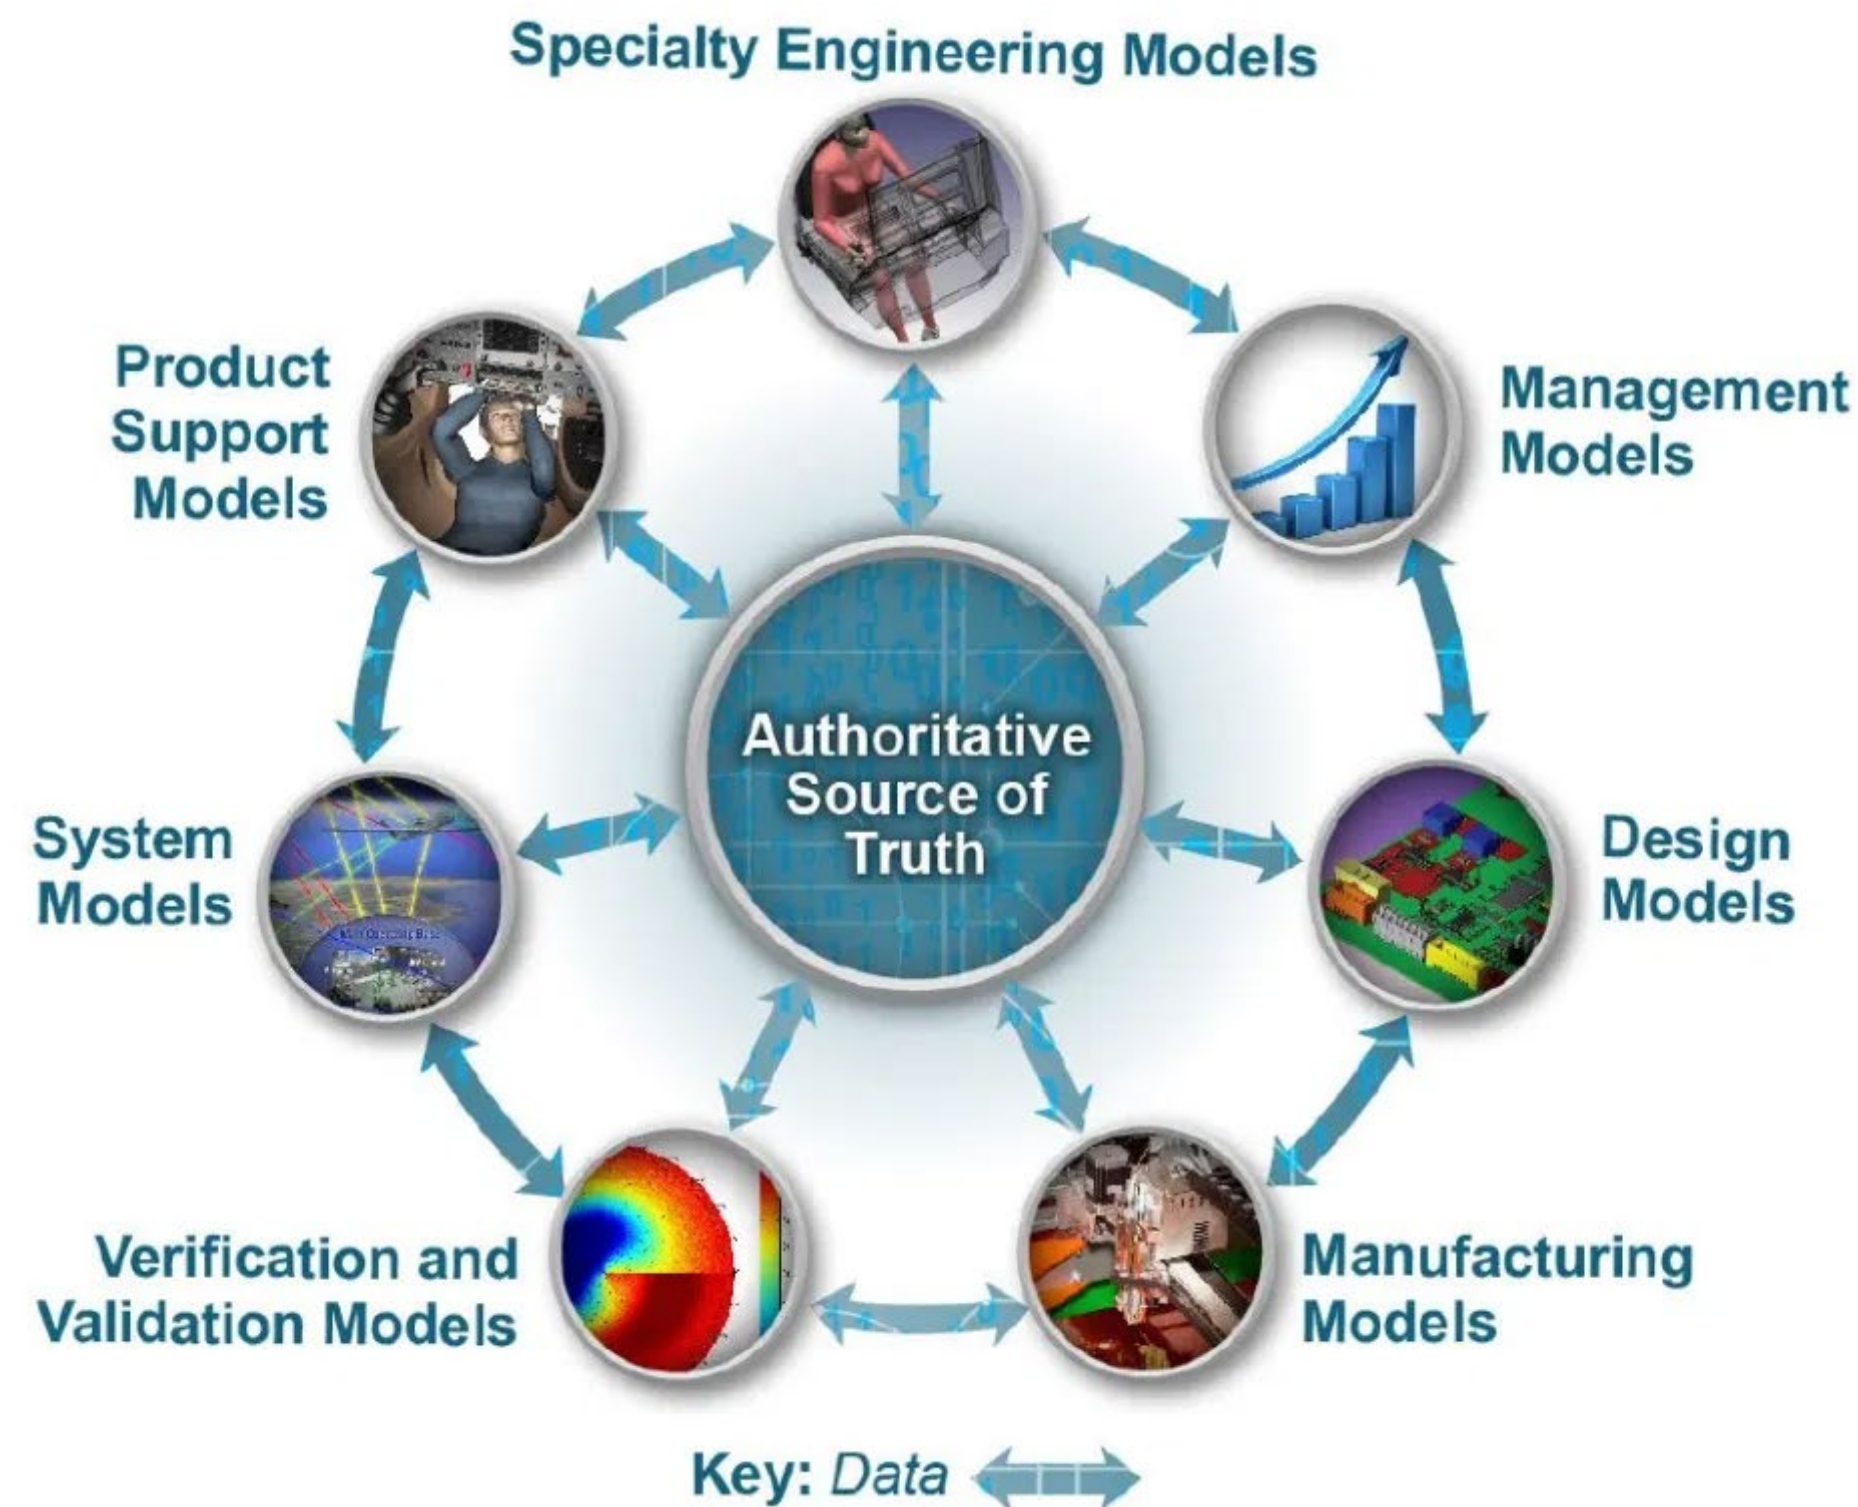 Specialty Engineering Models
Product
Support
Models
Management
Models
Authoritative
Source of
Truth
System
Models
Design
Models
Verification and
Validation Models
Manufacturing
Models
Key: Data